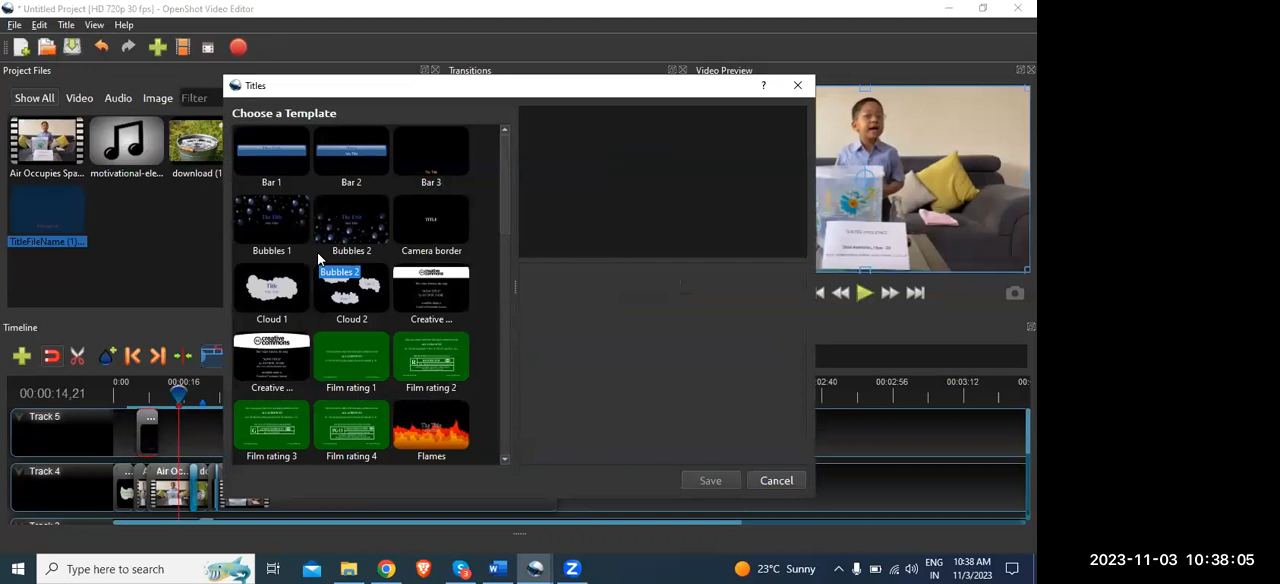 * Untitled Project [HD 720p 30 fps] - OpenShot Video Editor
File Edit Title View Help
Project Files
Transitions
Video Preview
Titles
Show All Video Audio Image Filter
Choose a Template
Air Occupies Spa... motivational-ele... download (1
TitleFileName (1)...
Bar 1 Bar 2 Bar 3
Bubbles 1 Bubbles 2 Camera border
Bubbles 2
Cloud 1 Cloud 2 Creative ...
Creative ... Film rating 1 Film rating 2
Film rating 3 Film rating 4 Flames
Save Cancel
Timeline
00:00:14,21
0:00 00:00:16 02:40 00:02:56 00:03:12 00:
Track 5
...
Track 4
... A Air Oc... do
Type here to search
23°C Sunny
ENG
IN
10:38 AM
11/3/2023
2023-11-03 10:38:05